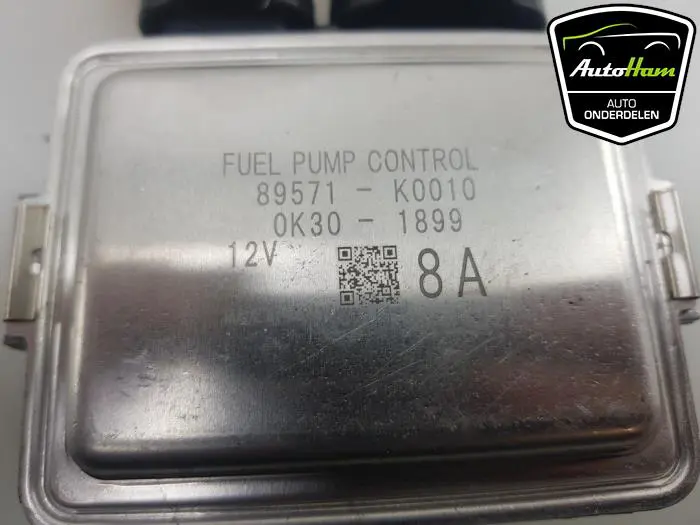 AutoHam
AUTO
ONDERDELEN
FUEL PUMP CONTROL
89571 - K0010
0K30 - 1899
12V
8A